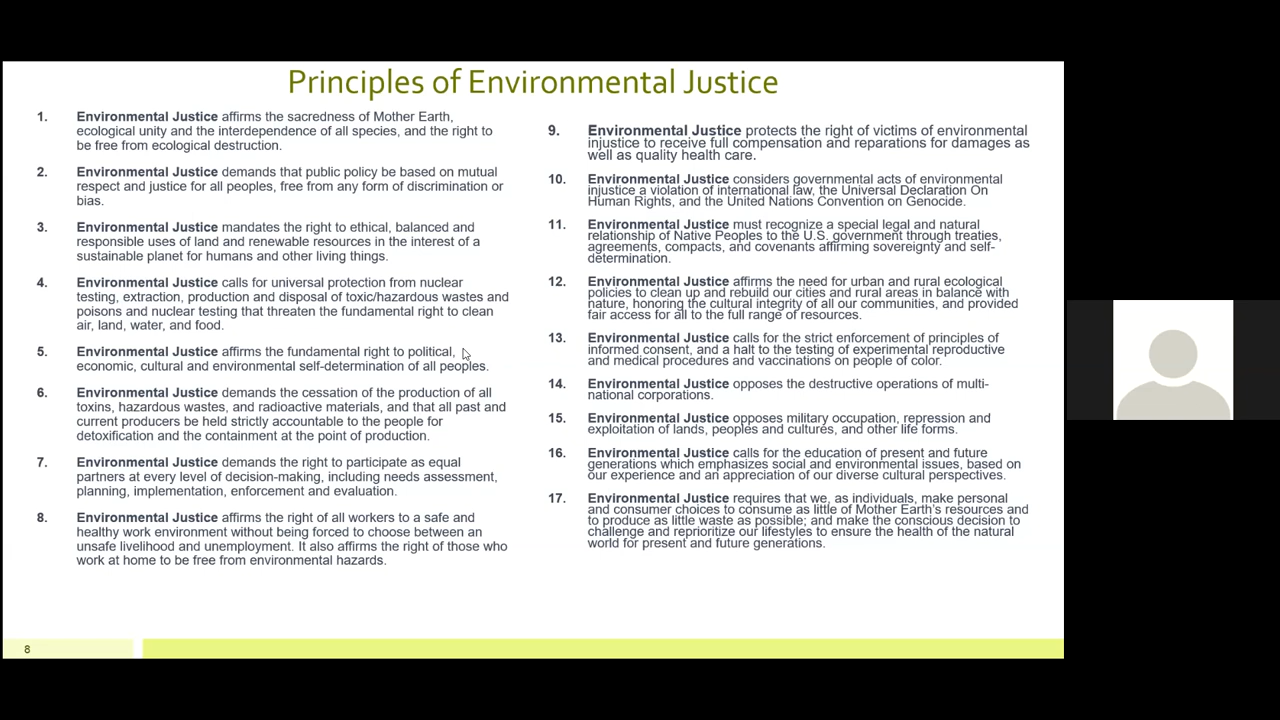 Principles of Environmental Justice
1. Environmental Justice affirms the sacredness of Mother Earth,
ecological unity and the interdependence of all species, and the right to
be free from ecological destruction.
2. Environmental Justice demands that public policy be based on mutual
respect and justice for all peoples, free from any form of discrimination or
bias.
3. Environmental Justice mandates the right to ethical, balanced and
responsible uses of land and renewable resources in the interest of a
sustainable planet for humans and other living things.
4. Environmental Justice calls for universal protection from nuclear
testing, extraction, production and disposal of toxic/hazardous wastes and
poisons and nuclear testing that threaten the fundamental right to clean
air, land, water, and food.
5. Environmental Justice affirms the fundamental right to political,
economic, cultural and environmental self-determination of all peoples.
6. Environmental Justice demands the cessation of the production of all
toxins, hazardous wastes, and radioactive materials, and that all past and
current producers be held strictly accountable to the people for
detoxification and the containment at the point of production.
7. Environmental Justice demands the right to participate as equal
partners at every level of decision-making, including needs assessment,
planning, implementation, enforcement and evaluation.
8. Environmental Justice affirms the right of all workers to a safe and
healthy work environment without being forced to choose between an
unsafe livelihood and unemployment. It also affirms the right of those who
work at home to be free from environmental hazards.
9. Environmental Justice protects the right of victims of environmental
injustice to receive full compensation and reparations for damages as
well as quality health care.
10. Environmental Justice considers governmental acts of environmental
injustice a violation of international law, the Universal Declaration On
Human Rights, and the United Nations Convention on Genocide.
11. Environmental Justice must recognize a special legal and natural
relationship of Native Peoples to the U.S. government through treaties,
agreements, compacts, and covenants affirming sovereignty and self-
determination.
12. Environmental Justice affirms the need for urban and rural ecological
policies to clean up and rebuild our cities and rural areas in balance with
nature, honoring the cultural integrity of all our communities, and provided
fair access for all to the full range of resources.
13. Environmental Justice calls for the strict enforcement of principles of
informed consent, and a halt to the testing of experimental reproductive
and medical procedures and vaccinations on people of color.
14. Environmental Justice opposes the destructive operations of multi-
national corporations.
15. Environmental Justice opposes military occupation, repression and
exploitation of lands, peoples and cultures, and other life forms.
16. Environmental Justice calls for the education of present and future
generations which emphasizes social and environmental issues, based on
our experience and an appreciation of our diverse cultural perspectives.
17. Environmental Justice requires that we, as individuals, make personal
and consumer choices to consume as little of Mother Earth's resources and
to produce as little waste as possible; and make the conscious decision to
challenge and reprioritize our lifestyles to ensure the health of the natural
world for present and future generations.
8